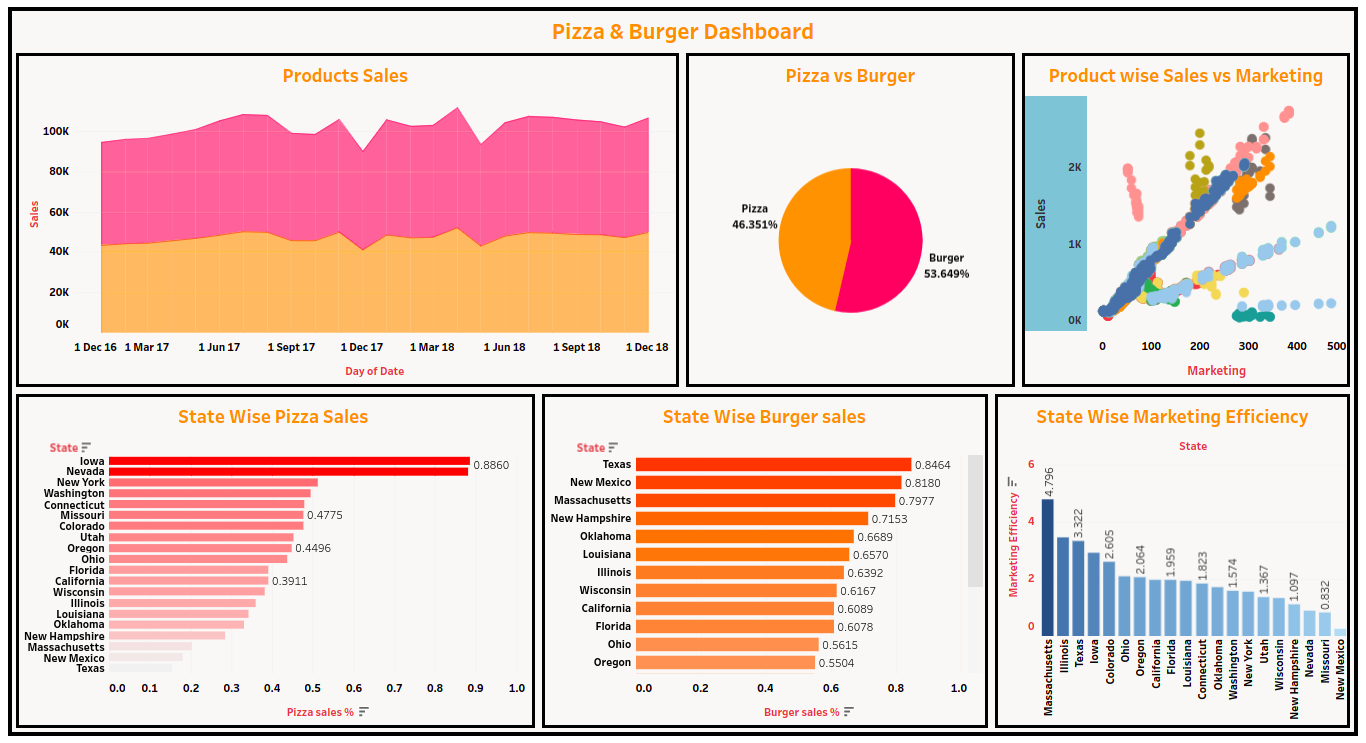 Pizza & Burger Dashboard
Products Sales
Sales
100K
80K
60K
40K
20K
0K
1 Dec 16 1 Mar 17 1 Jun 17 1 Sept 17 1 Dec 17 1 Mar 18 1 Jun 18 1 Sept 18 1 Dec 18
Day of Date
Pizza vs Burger
Pizza
46.351%
Burger
53.649%
Product wise Sales vs Marketing
Sales
2K
1K
0K
0 100 200 300 400 500
Marketing
State Wise Pizza Sales
State
Iowa
Nevada 0.8860
New York
Washington
Connecticut
Missouri 0.4775
Colorado
Utah
Oregon 0.4496
Ohio
Florida
California 0.3911
Wisconsin
Illinois
Louisiana
Oklahoma
New Hampshire
Massachusetts
New Mexico
Texas
0.0 0.1 0.2 0.3 0.4 0.5 0.6 0.7 0.8 0.9 1.0
Pizza sales %
State Wise Burger sales
State
Texas 0.8464
New Mexico 0.8180
Massachusetts 0.7977
New Hampshire 0.7153
Oklahoma 0.6689
Louisiana 0.6570
Illinois 0.6392
Wisconsin 0.6167
California 0.6089
Florida 0.6078
Ohio 0.5615
Oregon 0.5504
0.0 0.2 0.4 0.6 0.8 1.0
Burger sales %
State Wise Marketing Efficiency
State
Marketing Efficiency
6
4
2
0
4.796
3.322
2.605
2.064
1.959
1.823
1.574
1.367
1.097
0.832
Massachusetts
Illinois
Texas
Iowa
Colorado
Ohio
Oregon
California
Florida
Louisiana
Connecticut
Oklahoma
Washington
New York
Utah
Wisconsin
New Hampshire
Nevada
Missouri
New Mexico